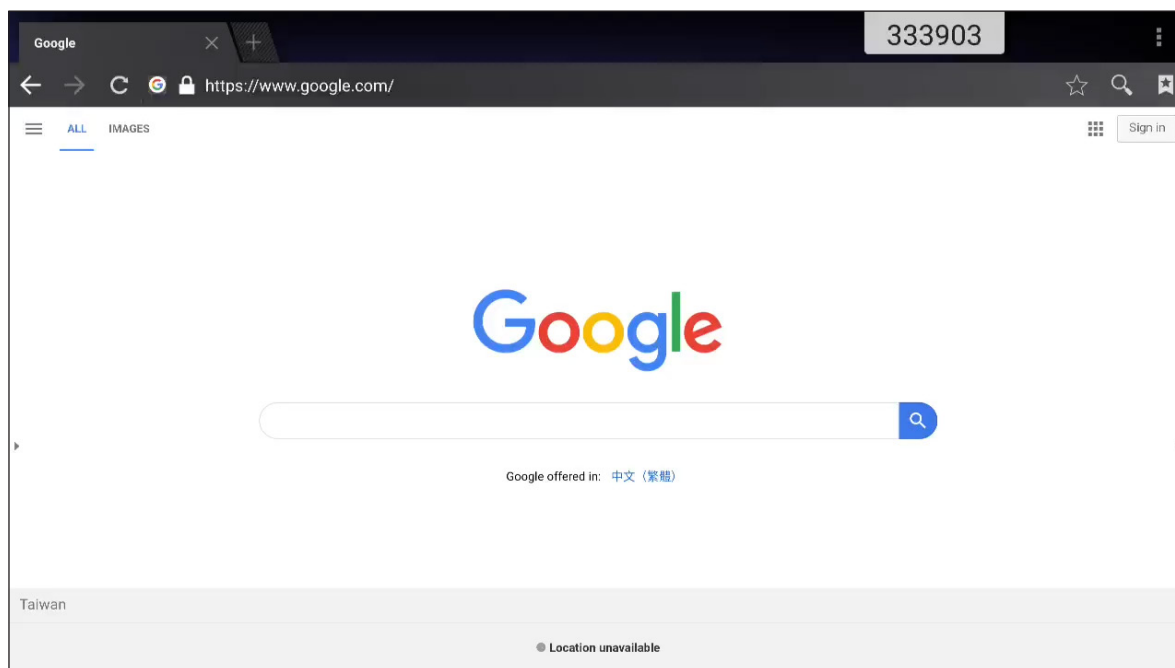 Google
333903
https://www.google.com/
ALL IMAGES
Sign in
Google
Google offered in: 中文（繁體）
Taiwan
Location unavailable